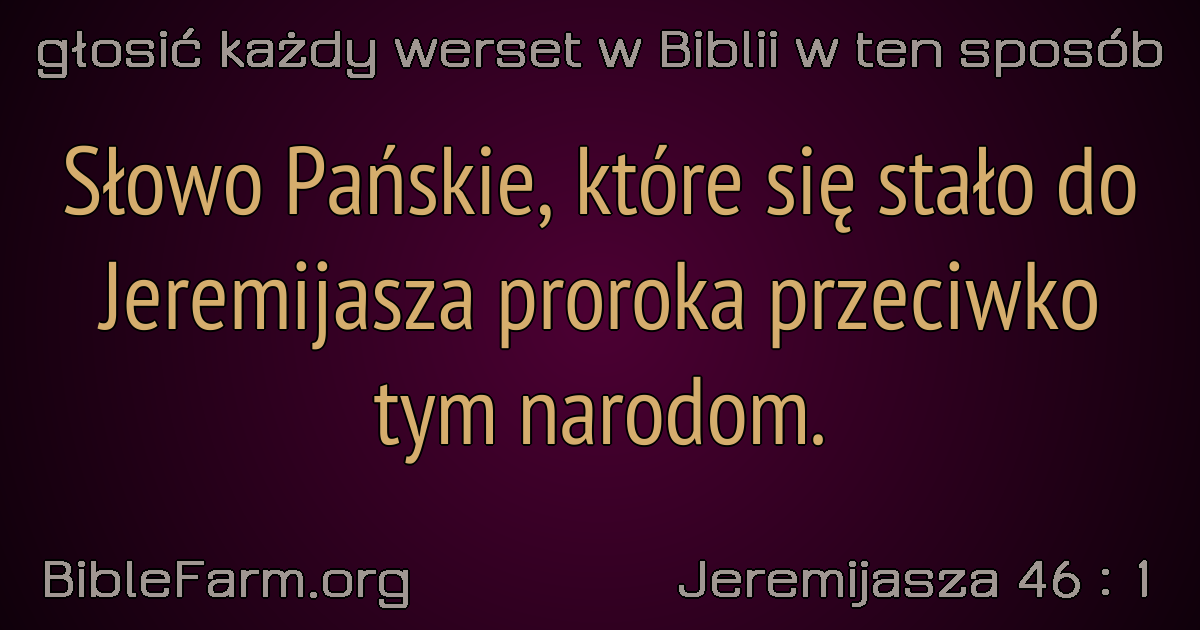 głosić każdy werset w Biblii w ten sposób
Słowo Pańskie, które się stało do
Jeremijasza proroka przeciwko
tym narodom.
BibleFarm.org
Jeremijasza 46 : 1